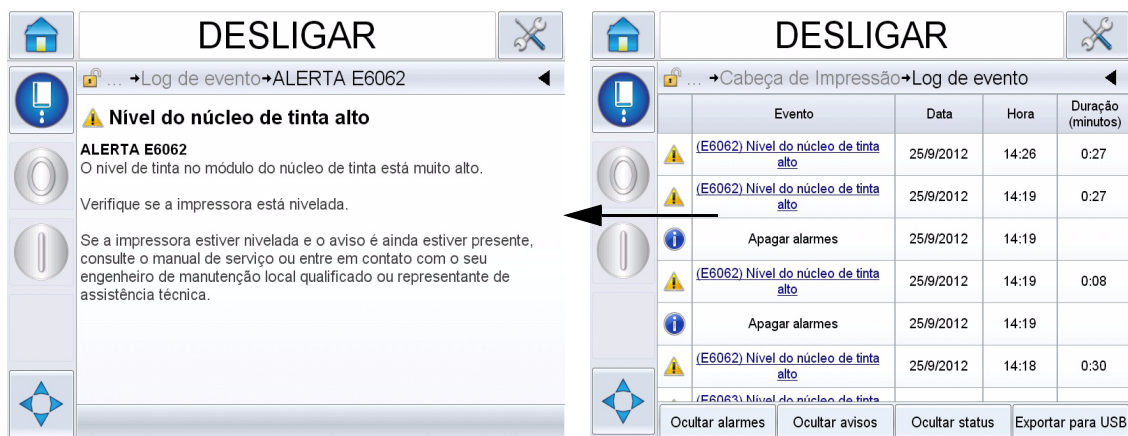 DESLIGAR
... →Log de evento→ALERTA E6062
Nível do núcleo de tinta alto
ALERTA E6062
O nível de tinta no módulo do núcleo de tinta está muito alto.
Verifique se a impressora está nivelada.
Se a impressora estiver nivelada e o aviso é ainda estiver presente,
consulte o manual de serviço ou entre em contato com o seu
engenheiro de manutenção local qualificado ou representante de
assistência técnica.
DESLIGAR
... →Cabeça de Impressão→Log de evento
Evento Data Hora Duração
(minutos)
(E6062) Nível do núcleo de tinta
alto 25/9/2012 14:26 0:27
(E6062) Nível do núcleo de tinta
alto 25/9/2012 14:19 0:27
Apagar alarmes 25/9/2012 14:19
(E6062) Nível do núcleo de tinta
alto 25/9/2012 14:19 0:08
Apagar alarmes 25/9/2012 14:19
(E6062) Nível do núcleo de tinta
alto 25/9/2012 14:18 0:30
(E6063) Nível do núcleo de tinta
Ocultar alarmes Ocultar avisos Ocultar status Exportar para USB